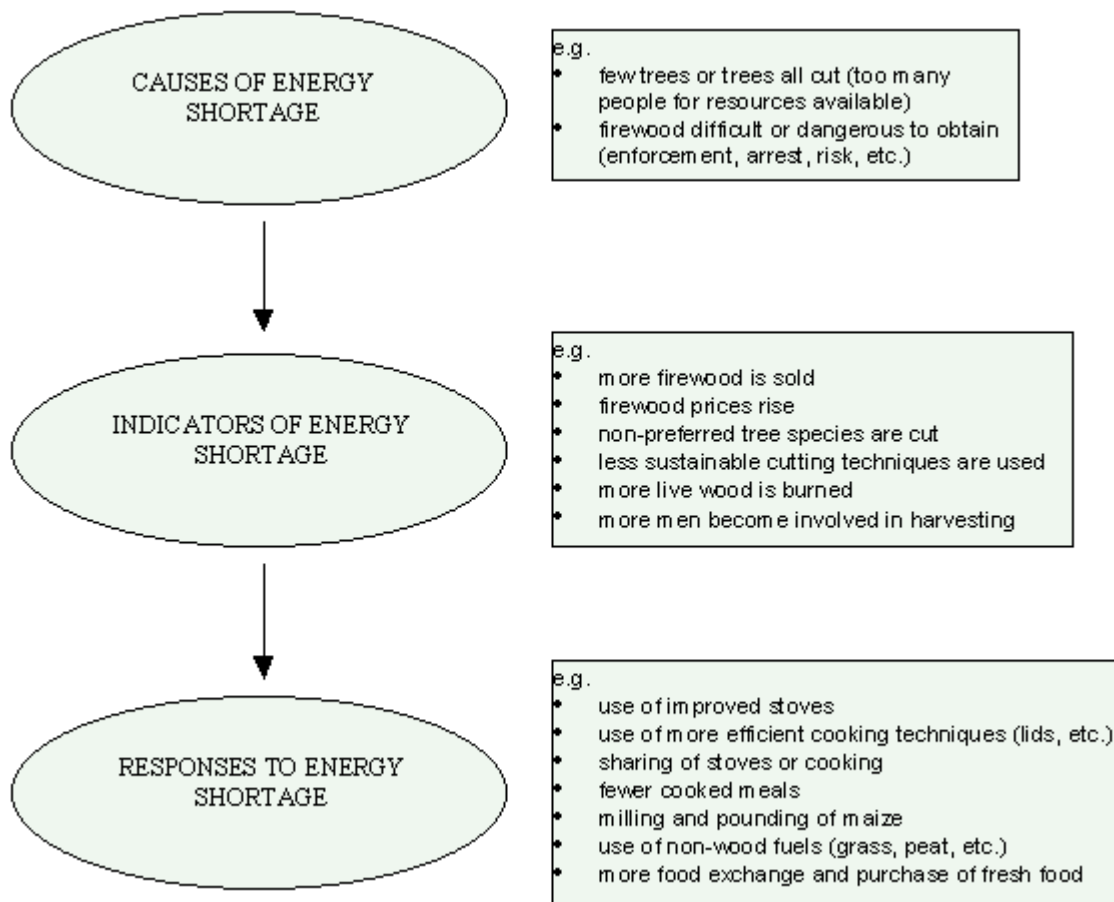 CAUSES OF ENERGY
SHORTAGE
e.g.
• few trees or trees all cut (too many
people for resources available)
• firewood difficult or dangerous to obtain
(enforcement, arrest, risk, etc.)
INDICATORS OF ENERGY
SHORTAGE
e.g.
• more firewood is sold
• firewood prices rise
• non-preferred tree species are cut
• less sustainable cutting techniques are used
• more live wood is burned
• more men become involved in harvesting
RESPONSES TO ENERGY
SHORTAGE
e.g.
• use of improved stoves
• use of more efficient cooking techniques (lids, etc.)
• sharing of stoves or cooking
• fewer cooked meals
• milling and pounding of maize
• use of non-wood fuels (grass, peat, etc.)
• more food exchange and purchase of fresh food